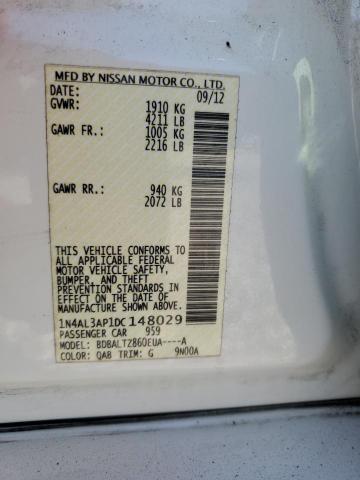 MFD BY NISSAN MOTOR CO., LTD.
DATE: 09/12
GVWR: 1910 KG
4211 LB
GAWR FR: 1005 KG
2216 LB
GAWR RR: 940 KG
2072 LB
THIS VEHICLE CONFORMS TO
ALL APPLICABLE FEDERAL
MOTOR VEHICLE SAFETY,
BUMPER, AND THEFT
PREVENTION STANDARDS IN
EFFECT ON THE DATE OF
MANUFACTURE SHOWN ABOVE.
1N4AL3AP1DC148029
PASSENGER CAR 959
MODEL: BDBALTZ860EUA----A
COLOR: QAB TRIM: G 9N00A